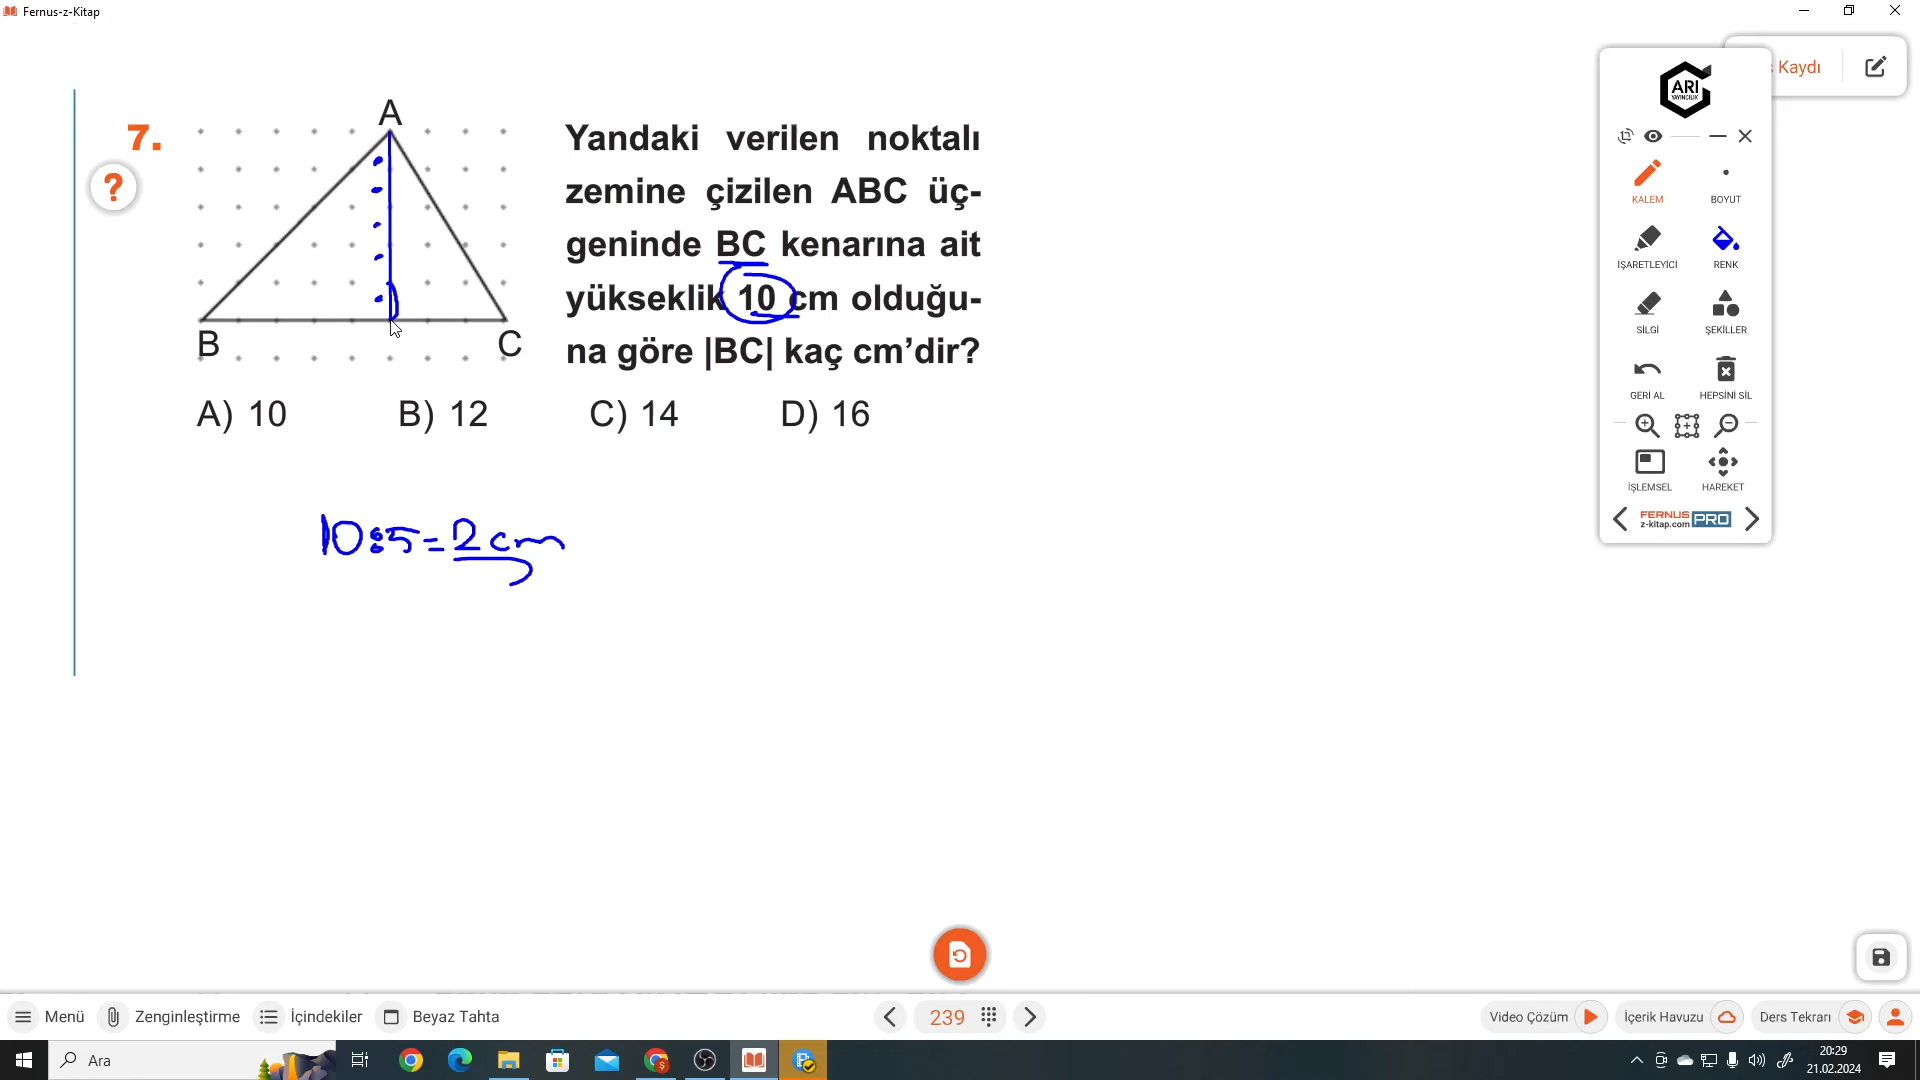 Fernus-z-Kitap
s Kaydı
ARI
YAYINCILIK
KALEM
BOYUT
İŞARETLEYİCİ
RENK
SİLGİ
ŞEKİLLER
GERİ AL
HEPSİNİ SİL
İŞLEMSEL
HAREKET
FERNUS
z-kitap.com PRO
7.
?
A
B
C
Yandaki verilen noktalı
zemine çizilen ABC üç-
geninde BC kenarına ait
yükseklik 10 cm olduğu-
na göre |BC| kaç cm’dir?
A) 10 B) 12 C) 14 D) 16
10:5=2cm
Menü Zenginleştirme İçindekiler Beyaz Tahta 239 Video Çözüm İçerik Havuzu Ders Tekrarı
Ara
20:29
21.02.2024